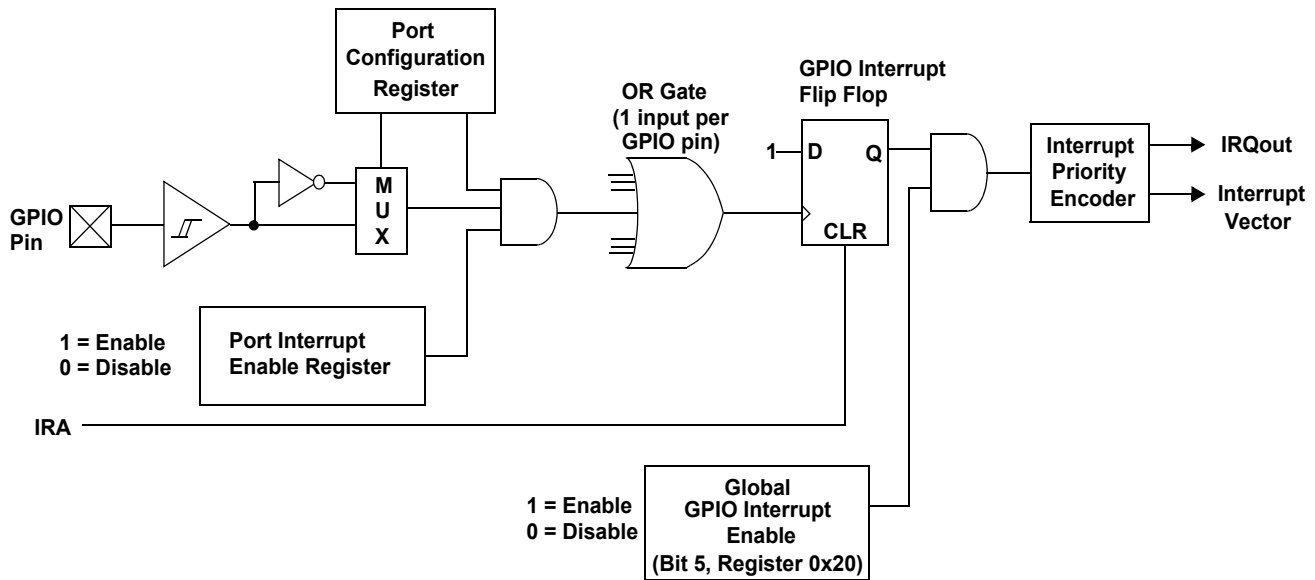 Port
Configuration
Register
GPIO Interrupt
Flip Flop
OR Gate
(1 input per
GPIO pin)
1
D
Q
CLR
Interrupt
Priority
Encoder
IRQout
Interrupt
Vector
M
U
X
GPIO
Pin
1 = Enable
0 = Disable
Port Interrupt
Enable Register
IRA
1 = Enable
0 = Disable
Global
GPIO Interrupt
Enable
(Bit 5, Register 0x20)